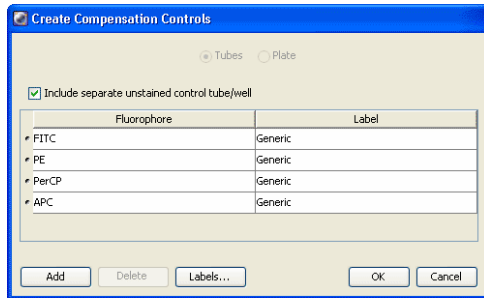 Create Compensation Controls
Tubes Plate
Include separate unstained control tube/well
Fluorophore Label
FITC Generic
PE Generic
PerCP Generic
APC Generic
Add Delete Labels... OK Cancel